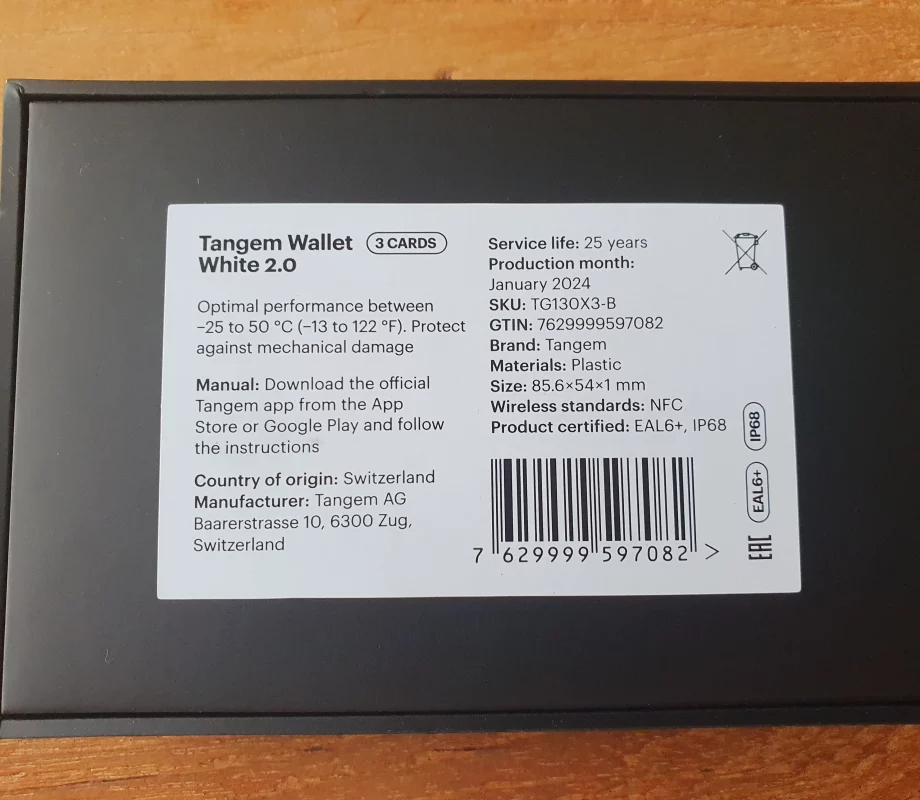 Tangem Wallet 3 CARDS
White 2.0
Optimal performance between
–25 to 50 °C (–13 to 122 °F). Protect
against mechanical damage
Manual: Download the official
Tangem app from the App
Store or Google Play and follow
the instructions
Country of origin: Switzerland
Manufacturer: Tangem AG
Baarerstrasse 10, 6300 Zug,
Switzerland
Service life: 25 years
Production month:
January 2024
SKU: TG130X3-B
GTIN: 7629999597082
Brand: Tangem
Materials: Plastic
Size: 85.6×54×1 mm
Wireless standards: NFC
Product certified: EAL6+, IP68
7 629999 597082 >
IP68
EAL6+
EAC